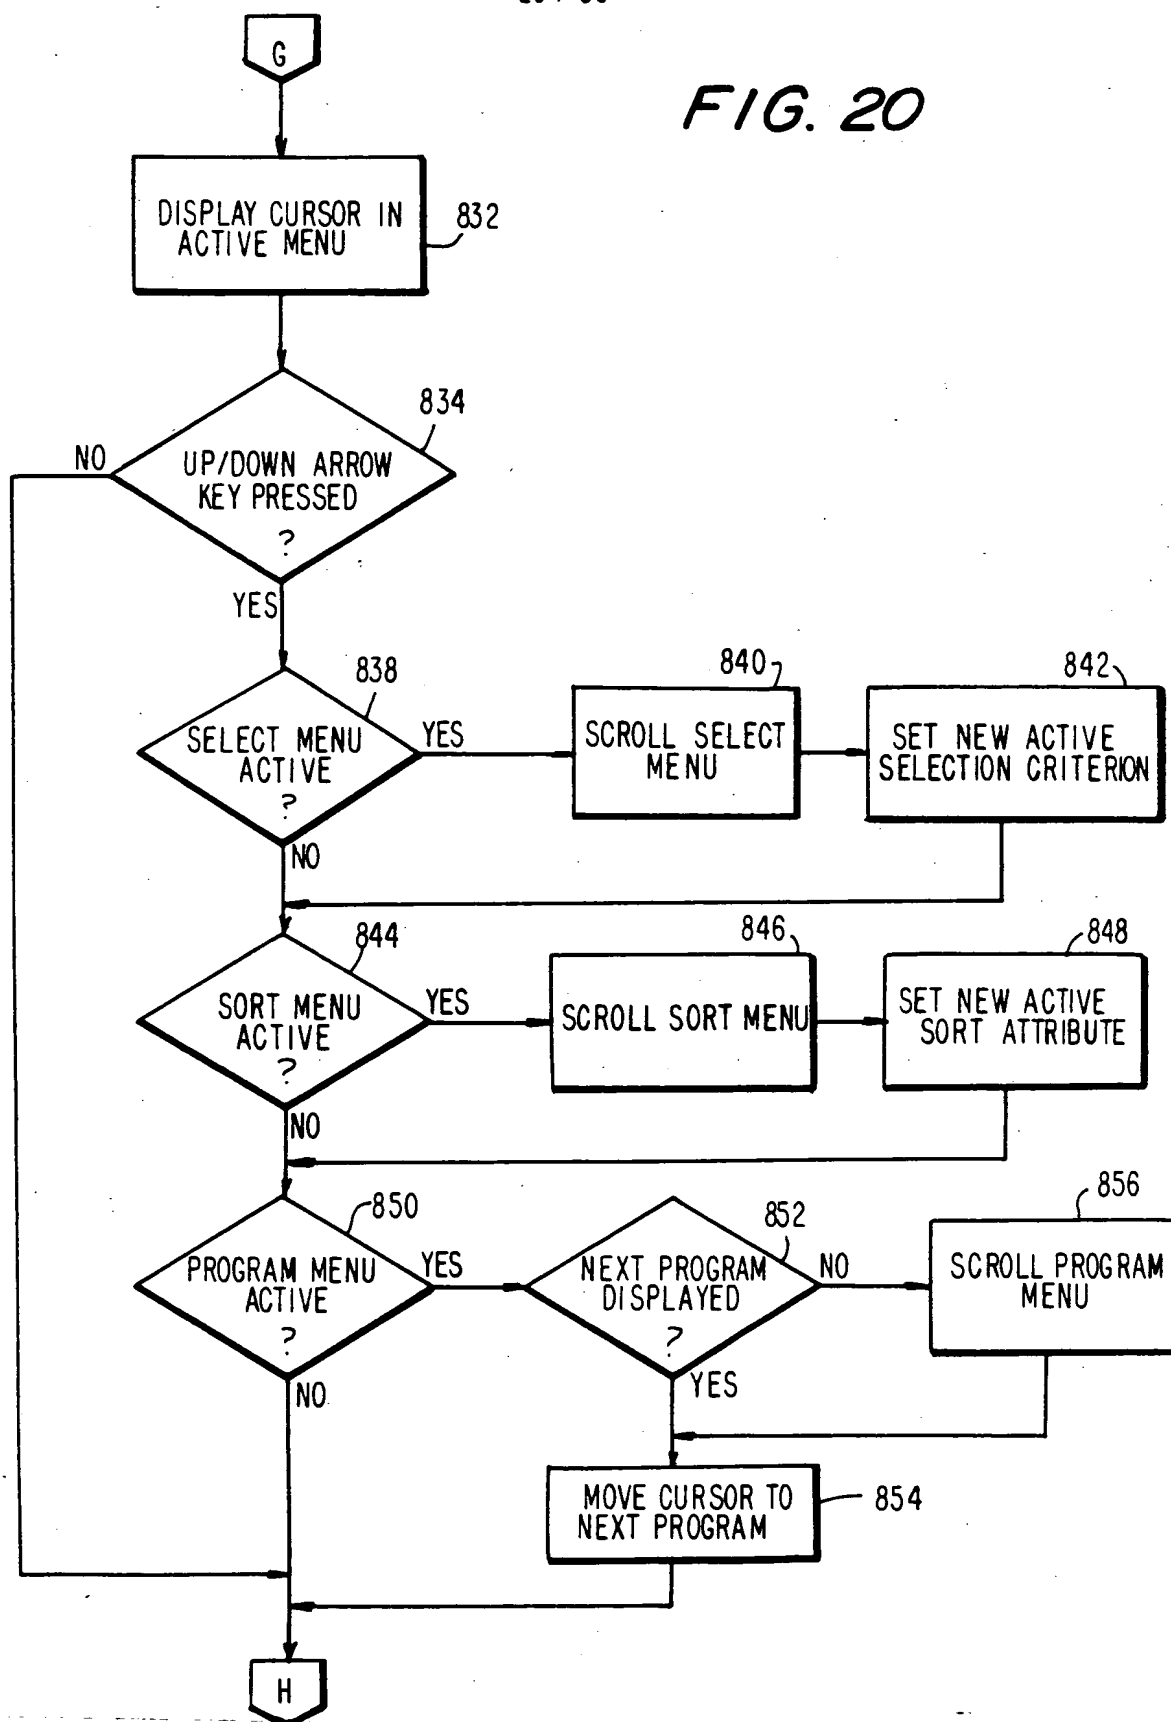 G
FIG. 20
DISPLAY CURSOR IN
ACTIVE MENU
832
834
NO
UP/DOWN ARROW
KEY PRESSED
?
YES
838
840
842
SELECT MENU
ACTIVE
?
YES
SCROLL SELECT
MENU
SET NEW ACTIVE
SELECTION CRITERION
NO
844
846
848
SORT MENU
ACTIVE
?
YES
SCROLL SORT MENU
SET NEW ACTIVE
SORT ATTRIBUTE
NO
850
852
856
PROGRAM MENU
ACTIVE
?
YES
NEXT PROGRAM
DISPLAYED
?
NO
SCROLL PROGRAM
MENU
NO
YES
MOVE CURSOR TO
NEXT PROGRAM
854
H